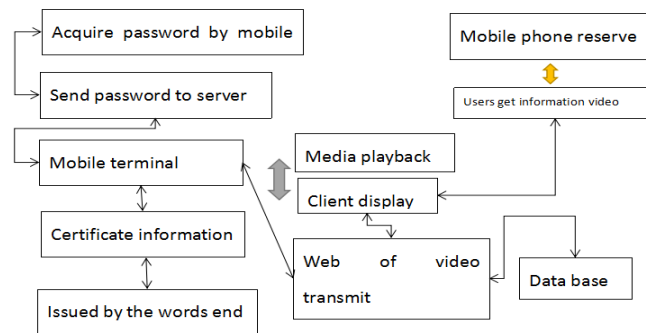 Acquire password by mobile
Mobile phone reserve
Send password to server
Users get information video
Media playback
Mobile terminal
Client display
Certificate information
Web of video
transmit
Data base
Issued by the words end